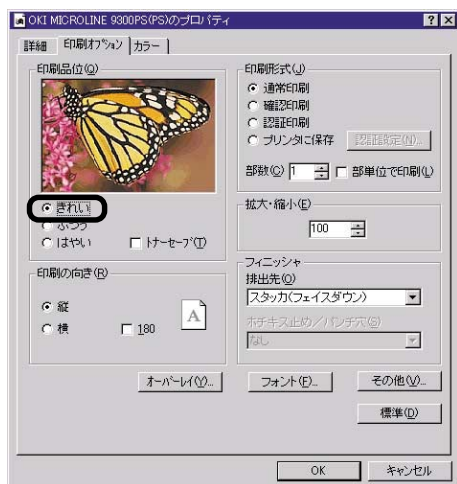 OKI MICROLINE 9300PS(PS)のプロパティ
詳細 印刷オプション カラー
印刷品位(Q)
きれい
ふつう
はやい トナーセーブ(T)
印刷の向き(R)
縦
横 180
A
印刷形式(J)
通常印刷
確認印刷
認証印刷
プリンタに保存 認証設定(N)...
部数(C) 1 部単位で印刷(L)
拡大・縮小(E)
100
フィニッシャ
排出先(O)
スタッカ(フェイスダウン)
ホチキス止め/パンチ穴(S)
なし
オーバーレイ(Y)... フォント(F)... その他(V)...
標準(D)
OK キャンセル